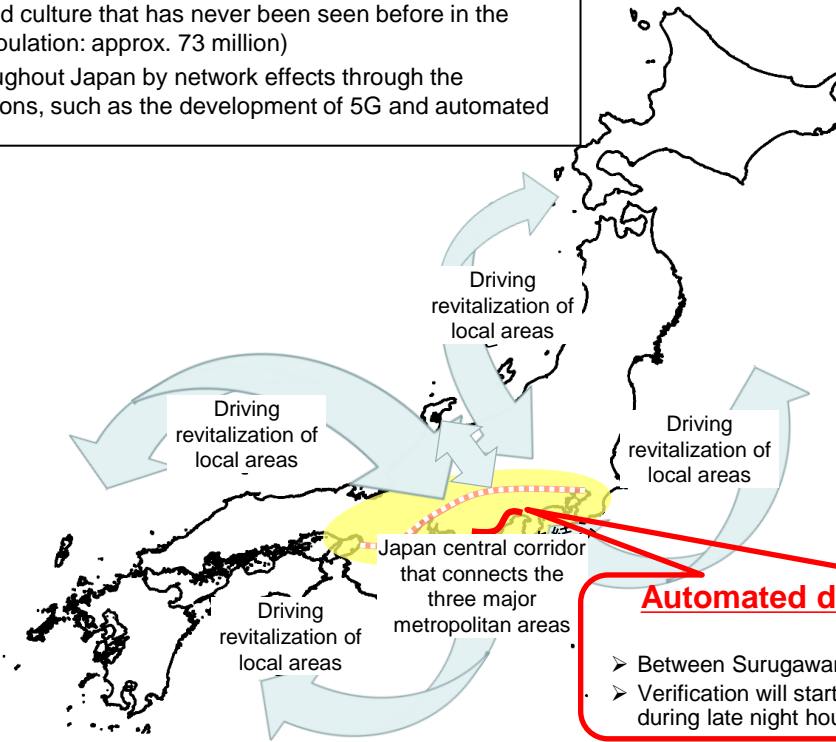 d culture that has never been seen before in the
oulation: approx. 73 million)
ughout Japan by network effects through the
ons, such as the development of 5G and automated
Driving
revitalization of
local areas
Driving
revitalization of
local areas
Driving
revitalization of
local areas
Japan central corridor
that connects the
three major
metropolitan areas
Driving
revitalization of
local areas
Automated d
➢ Between Surugawan
➢ Verification will start
during late night hou